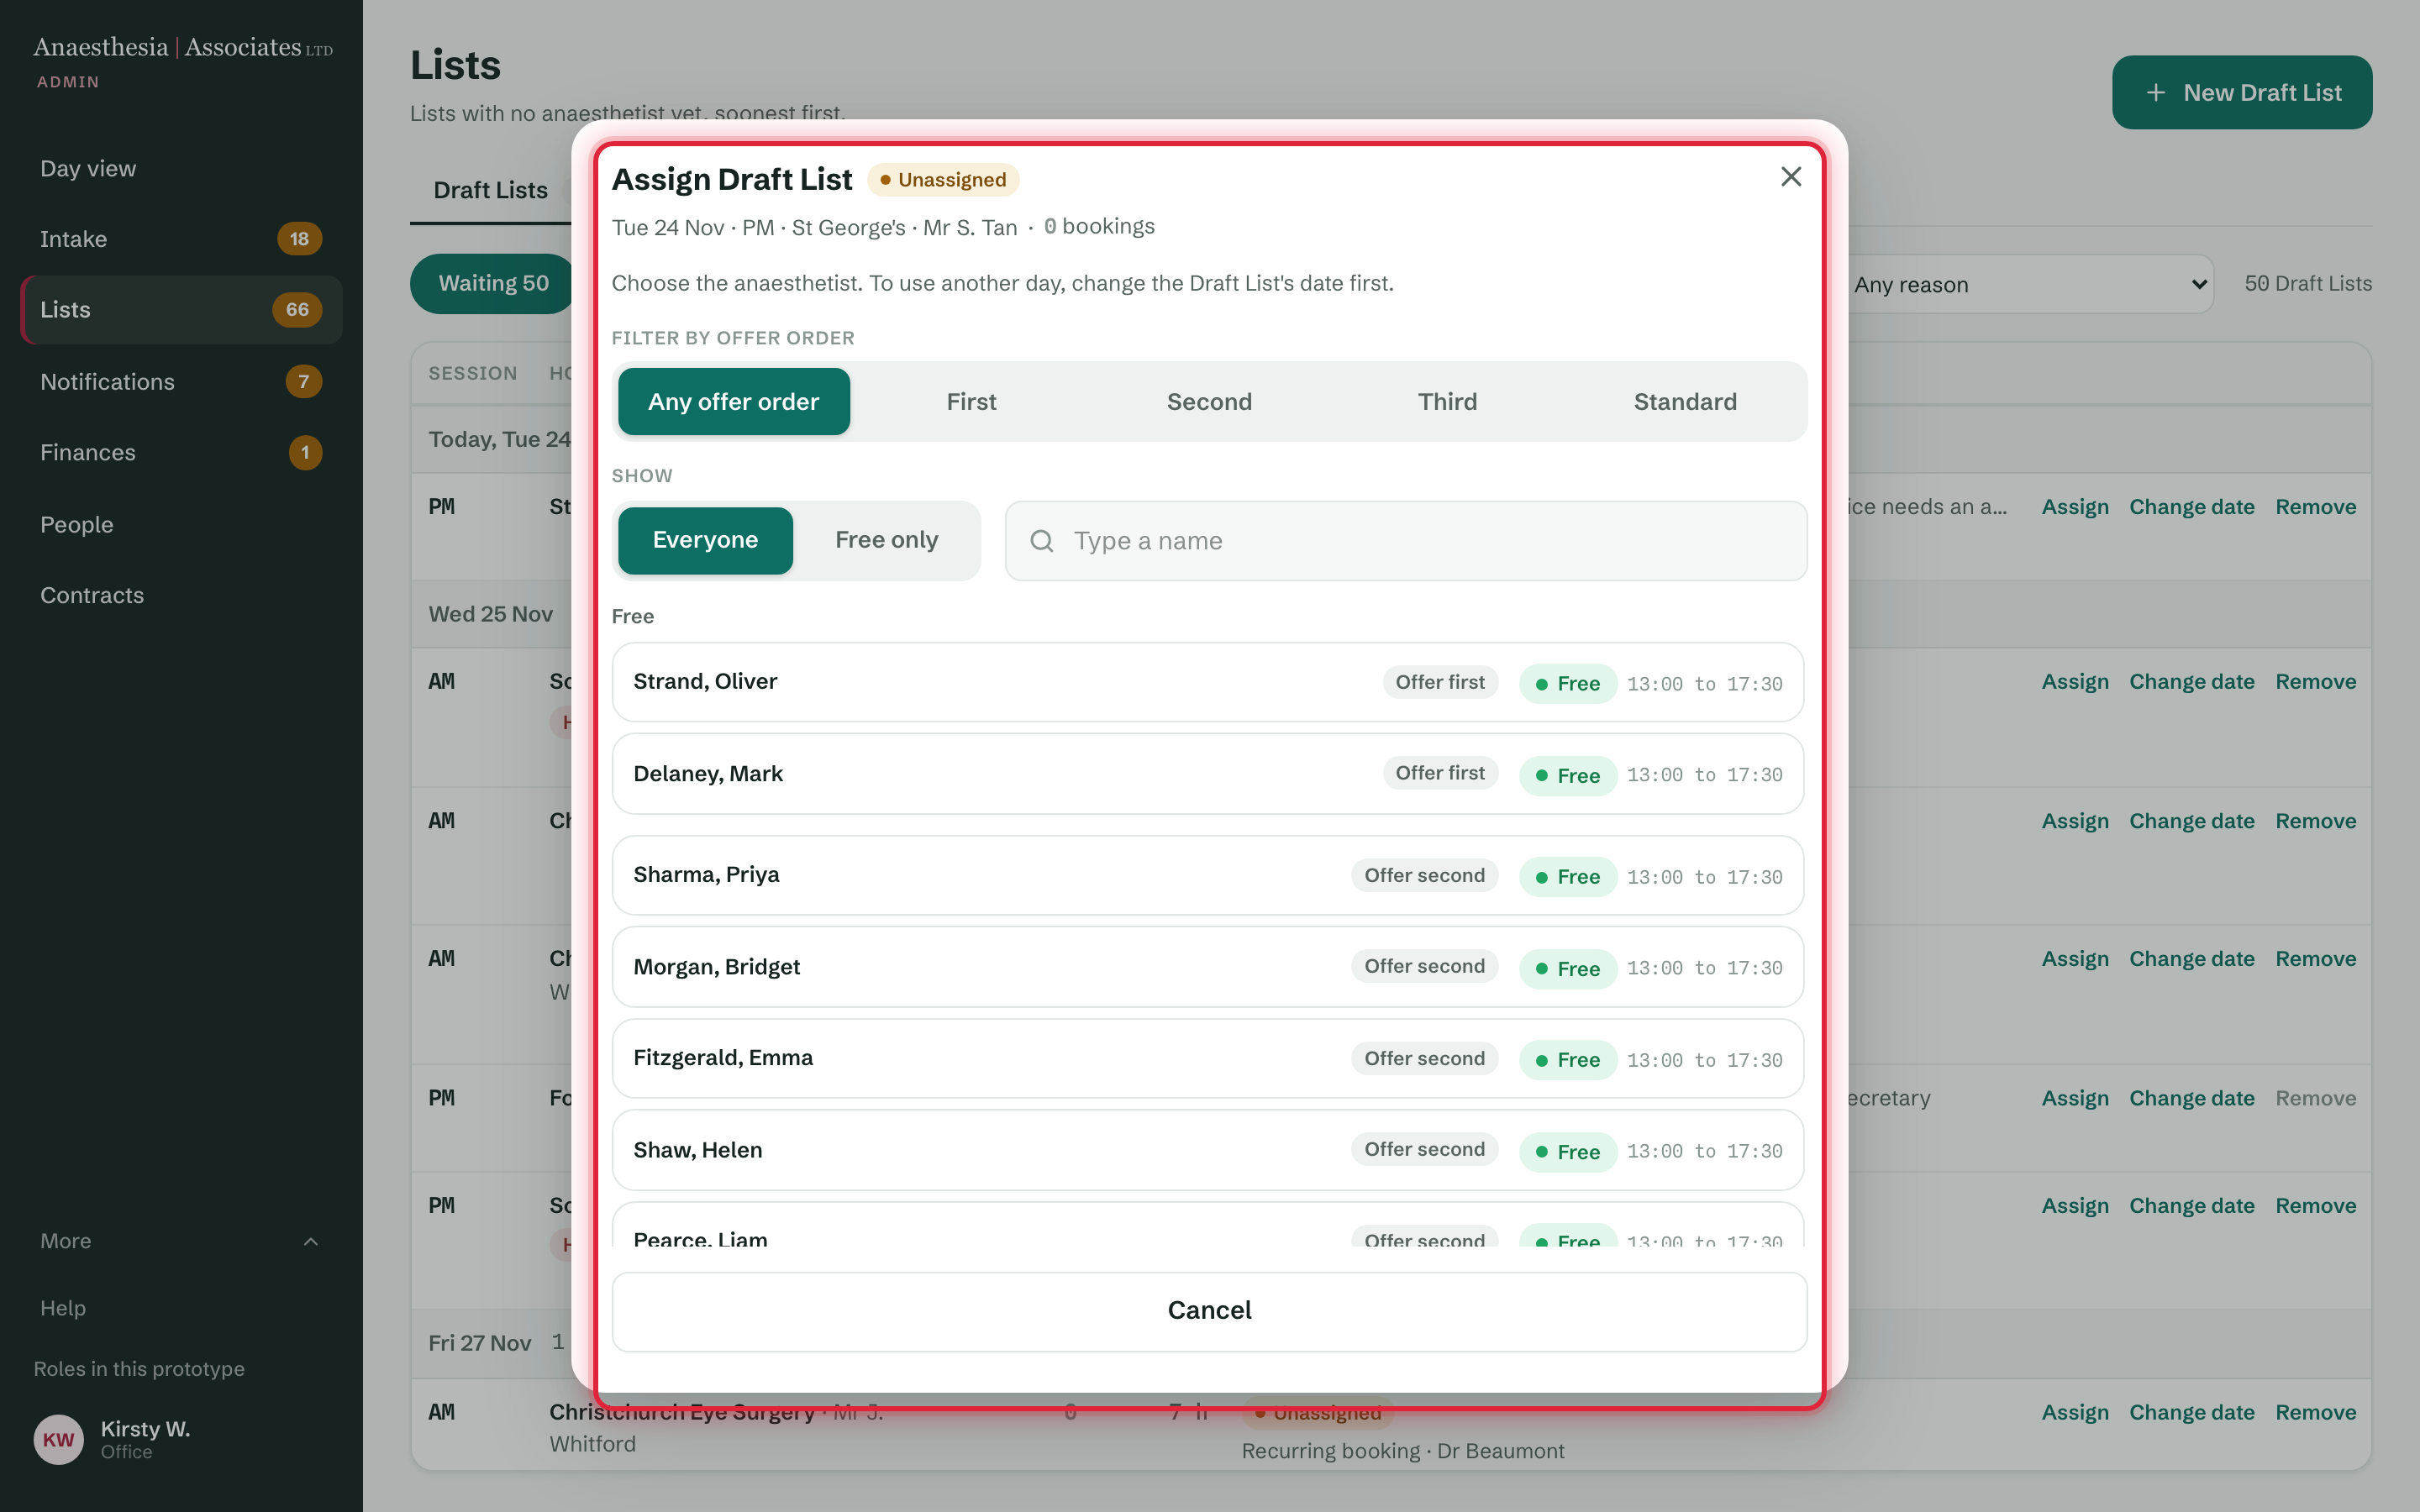 Anaesthesia | Associates LTD
ADMIN
Day view
Intake 18
Lists 66
Notifications 7
Finances 1
People
Contracts
More
Help
Roles in this prototype
KW
Kirsty W.
Office
Lists
Lists with no anaesthetist yet, soonest first.
New Draft List
Draft Lists
Waiting 50
Any reason
50 Draft Lists
SESSION
Today, Tue 24
PM
ice needs an a...
Assign Change date Remove
Wed 25 Nov
AM
Assign Change date Remove
AM
Assign Change date Remove
AM
Assign Change date Remove
PM
ecretary
Assign Change date Remove
PM
Assign Change date Remove
Fri 27 Nov 1
AM
Christchurch Eye Surgery · Mr J.
Whitford
0
7 h
Unassigned
Recurring booking · Dr Beaumont
Assign Change date Remove
Assign Draft List
Unassigned
Tue 24 Nov · PM · St George's · Mr S. Tan · 0 bookings
Choose the anaesthetist. To use another day, change the Draft List's date first.
FILTER BY OFFER ORDER
Any offer order First Second Third Standard
SHOW
Everyone Free only
Type a name
Free
Strand, Oliver Offer first Free 13:00 to 17:30
Delaney, Mark Offer first Free 13:00 to 17:30
Sharma, Priya Offer second Free 13:00 to 17:30
Morgan, Bridget Offer second Free 13:00 to 17:30
Fitzgerald, Emma Offer second Free 13:00 to 17:30
Shaw, Helen Offer second Free 13:00 to 17:30
Pearce, Liam Offer second Free 13:00 to 17:30
Cancel